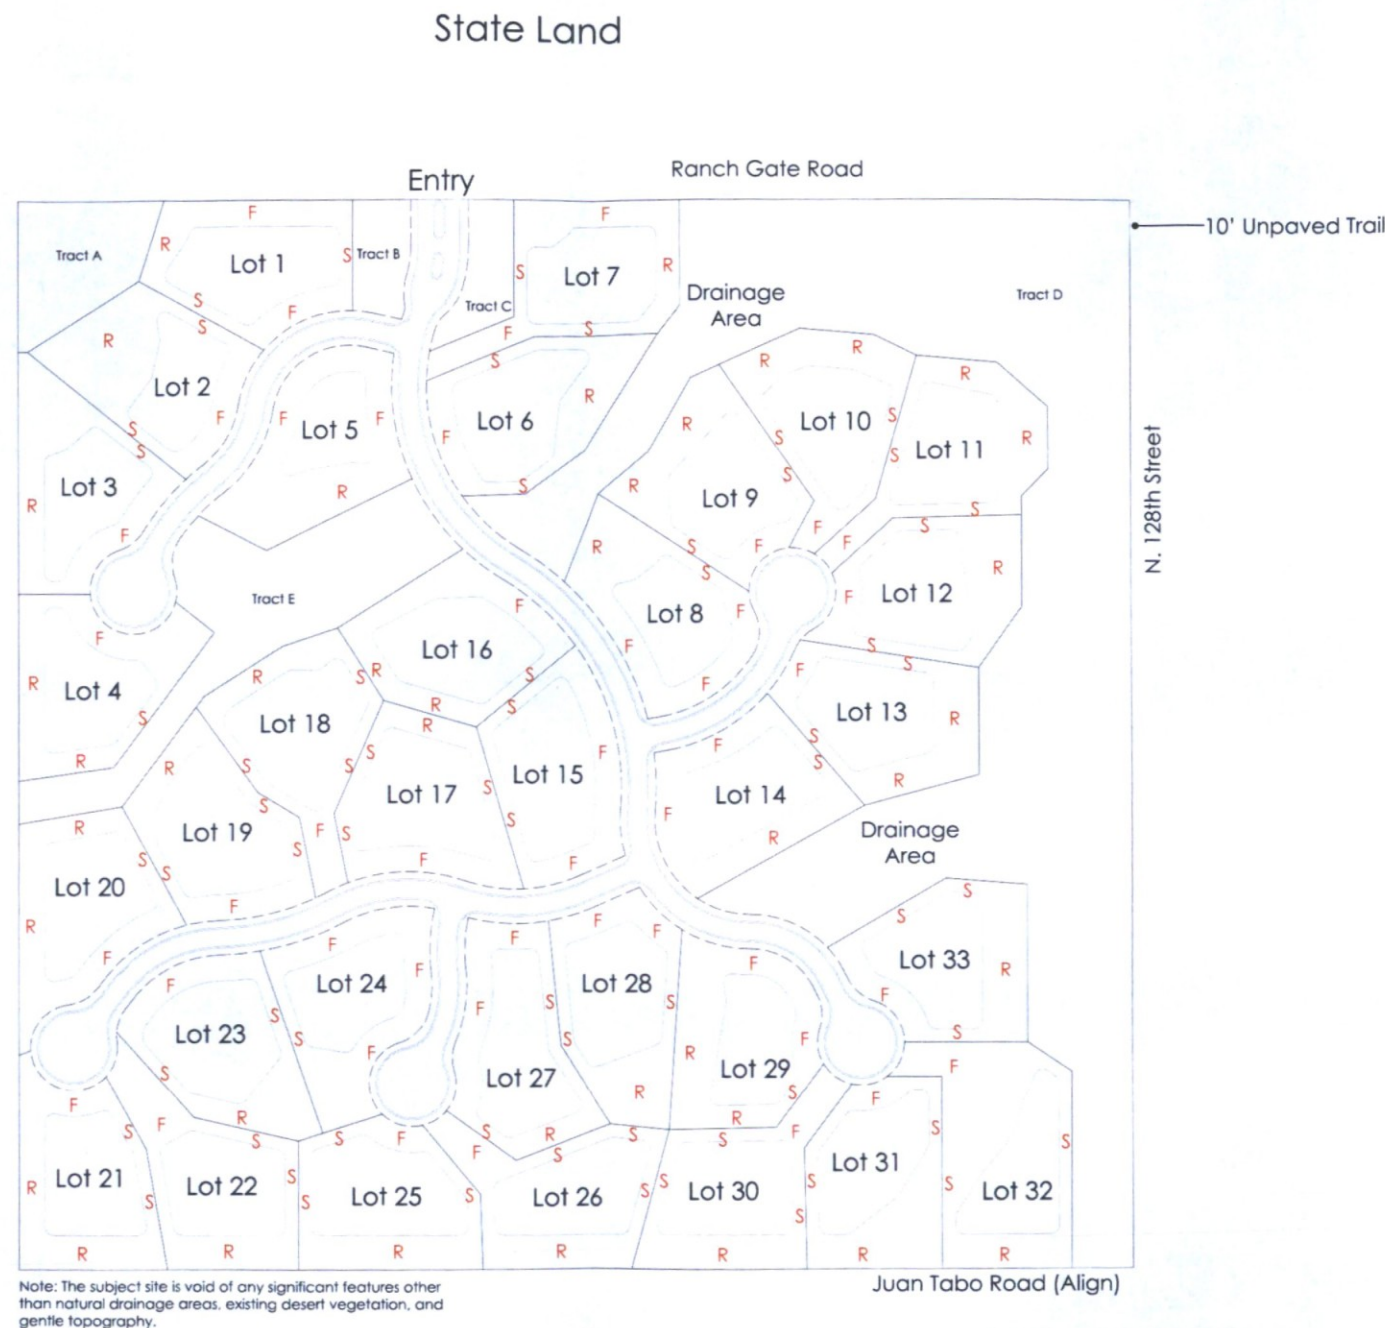 State Land
Ranch Gate Road
Entry
10' Unpaved Trail
F
F
R
Lot 1
S
Tract B
Tract A
S
Lot 7
R
Drainage
Area
Tract D
S
F
Tract C
S
F
S
R
S
Lot 2
R
R
R
F
F
Lot 5
F
F
Lot 6
R
Lot 10
S
S
S
S
R
S
Lot 11
R
Lot 3
R
R
R
S
Lot 9
S
S
F
F
F
S
S
N. 128th Street
R
S
F
S
R
Tract E
F
Lot 8
F
F
Lot 12
F
R
Lot 16
F
S
S
R
Lot 4
R
S
R
S
F
F
S
R
S
Lot 18
R
S
Lot 13
R
S
F
S
R
R
S
S
S
Lot 15
F
S
R
Lot 17
S
Lot 14
F
R
Lot 19
S
S
F
S
S
R
Drainage
Area
R
S
S
F
F
Lot 20
R
F
F
F
F
F
S
S
F
F
F
Lot 33
R
F
Lot 24
F
Lot 28
F
S
S
F
Lot 23
S
S
F
S
S
F
S
F
R
Lot 29
F
S
Lot 27
R
S
F
F
S
F
R
S
S
F
S
R
S
R
F
S
F
S
S
Lot 21
R
S
Lot 22
S
S
Lot 25
S
Lot 26
S
S
Lot 30
S
S
Lot 31
S
Lot 32
S
R
R
R
R
R
R
R
Note: The subject site is void of any significant features other
than natural drainage areas, existing desert vegetation, and
gentle topography.
Juan Tabo Road (Align)